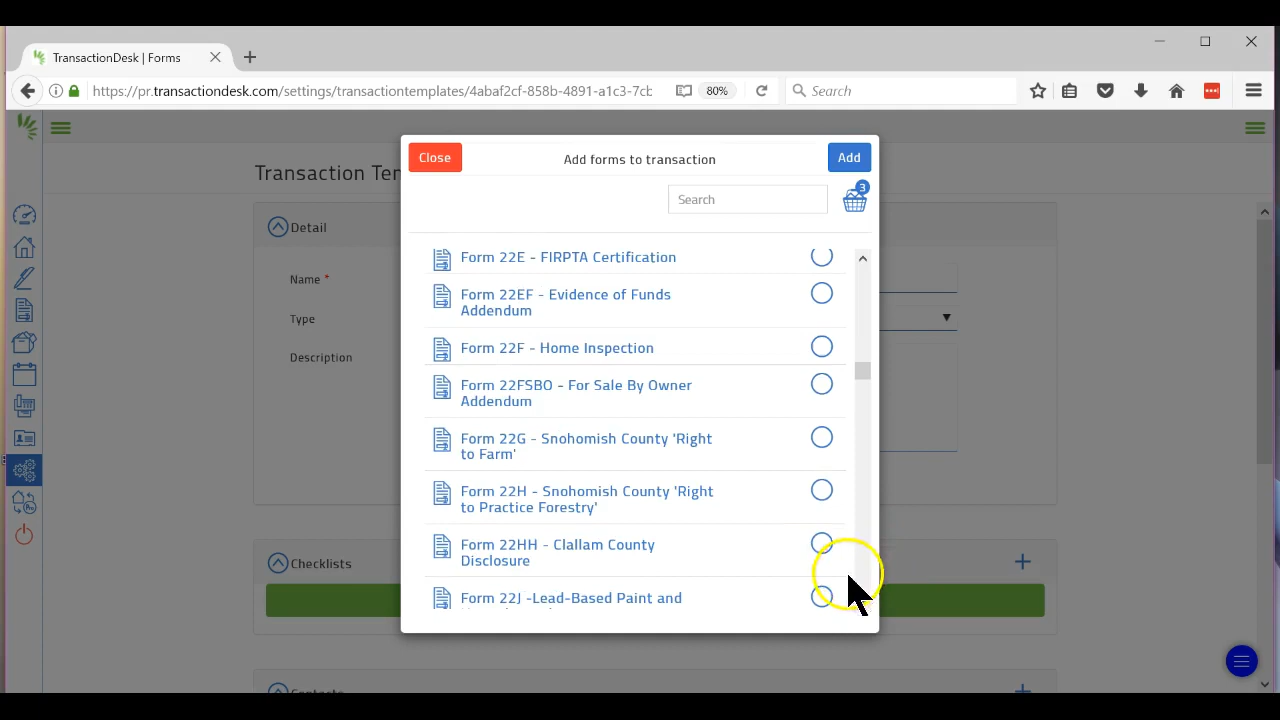 TransactionDesk | Forms
https://pr.transactiondesk.com/settings/transactiontemplates/4abaf2cf-858b-4891-a1c3-7cb
80%
Search
Close
Add forms to transaction
Add
Search
3
Transaction Ten
Detail
Name *
Type
Description
Form 22E - FIRPTA Certification
Form 22EF - Evidence of Funds
Addendum
Form 22F - Home Inspection
Form 22FSBO - For Sale By Owner
Addendum
Form 22G - Snohomish County 'Right
to Farm'
Form 22H - Snohomish County 'Right
to Practice Forestry'
Form 22HH - Clallam County
Disclosure
Form 22J -Lead-Based Paint and
Checklists
Contacts